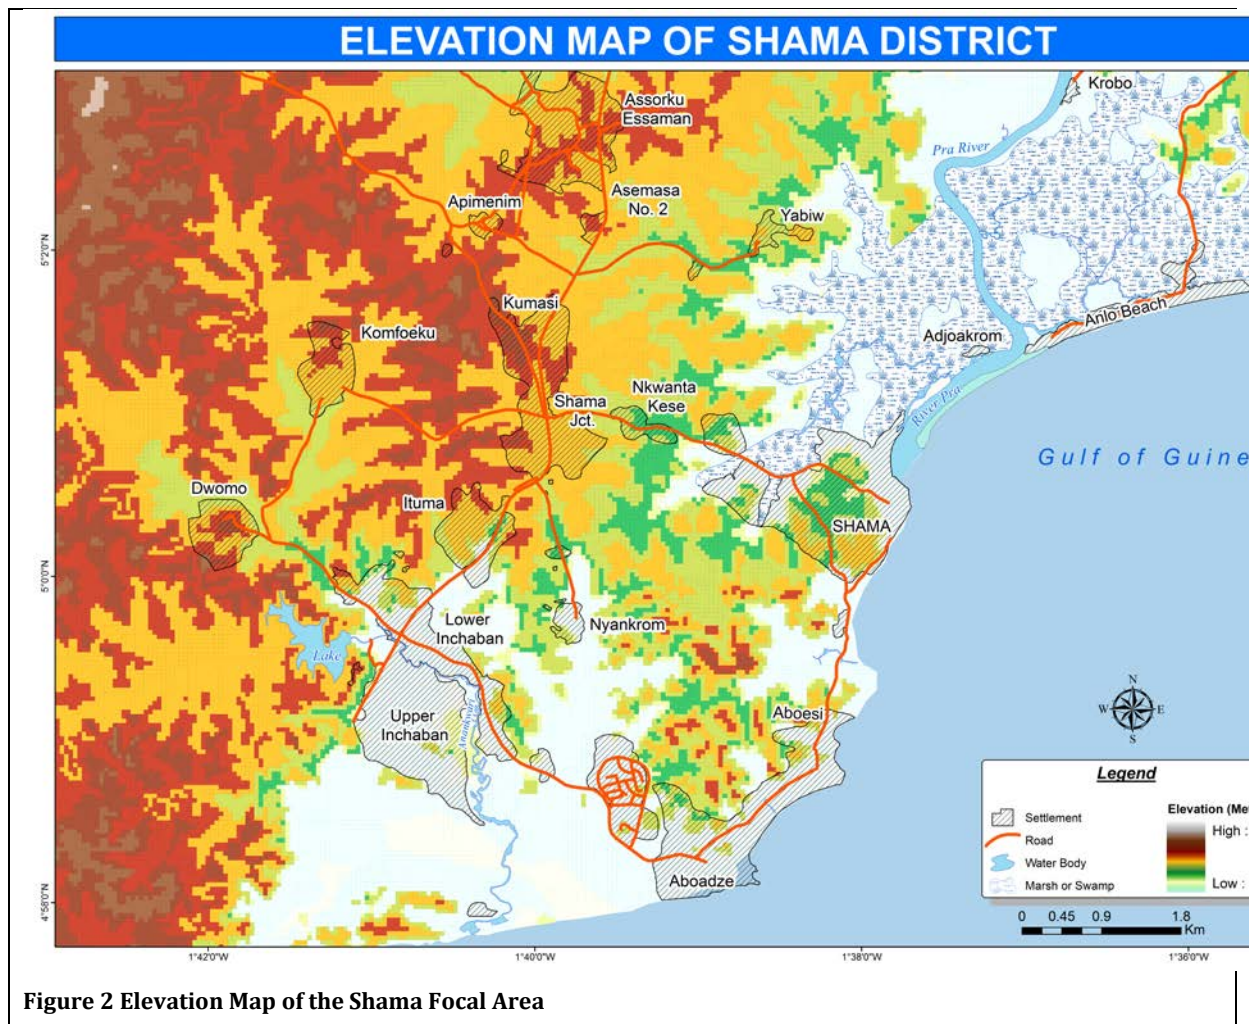 ELEVATION MAP OF SHAMA DISTRICT
Krobo
Assorku
Essaman
Pra River
Asemasa
No. 2
Apimenim
Yabiw
5°2'0"N
Kumasi
Anlo Beach
Komfoeku
Adjoakrom
Nkwanta
Kese
Shama
Jct.
River Pra
Gulf of Guine
Dwomo
Ituma
SHAMA
5°0'0"N
Lower
Inchaban
Nyankrom
Lake
N
W
E
S
Upper
Inchaban
Anankwari
Aboesi
Legend
Settlement
Road
Water Body
Marsh or Swamp
Elevation (Me
High :
Low :
Aboadze
4°58'0"N
0 0.45 0.9 1.8
Km
1°42'0"W
1°40'0"W
1°38'0"W
1°36'0"W
Figure 2 Elevation Map of the Shama Focal Area